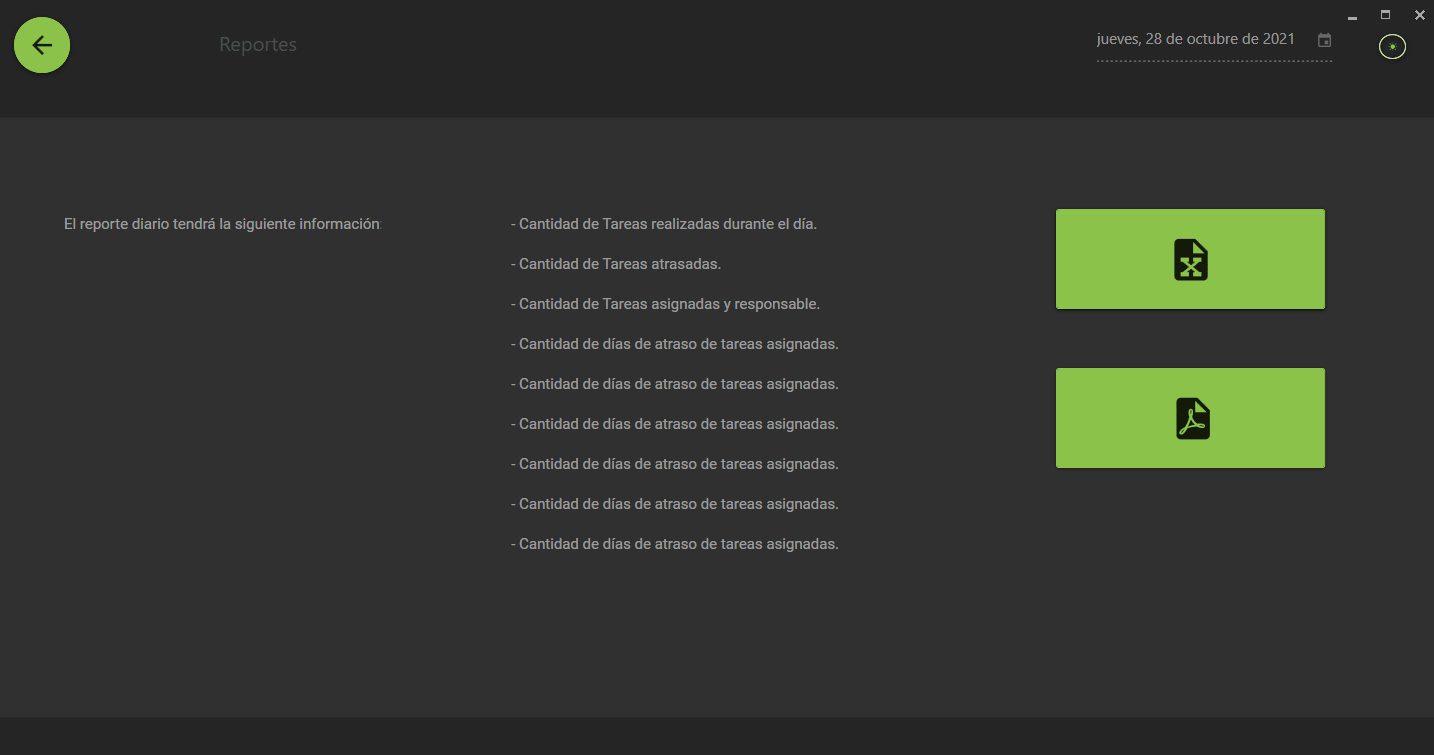 Reportes
jueves, 28 de octubre de 2021
El reporte diario tendrá la siguiente información:
- Cantidad de Tareas realizadas durante el día.
- Cantidad de Tareas atrasadas.
- Cantidad de Tareas asignadas y responsable.
- Cantidad de días de atraso de tareas asignadas.
- Cantidad de días de atraso de tareas asignadas.
- Cantidad de días de atraso de tareas asignadas.
- Cantidad de días de atraso de tareas asignadas.
- Cantidad de días de atraso de tareas asignadas.
- Cantidad de días de atraso de tareas asignadas.